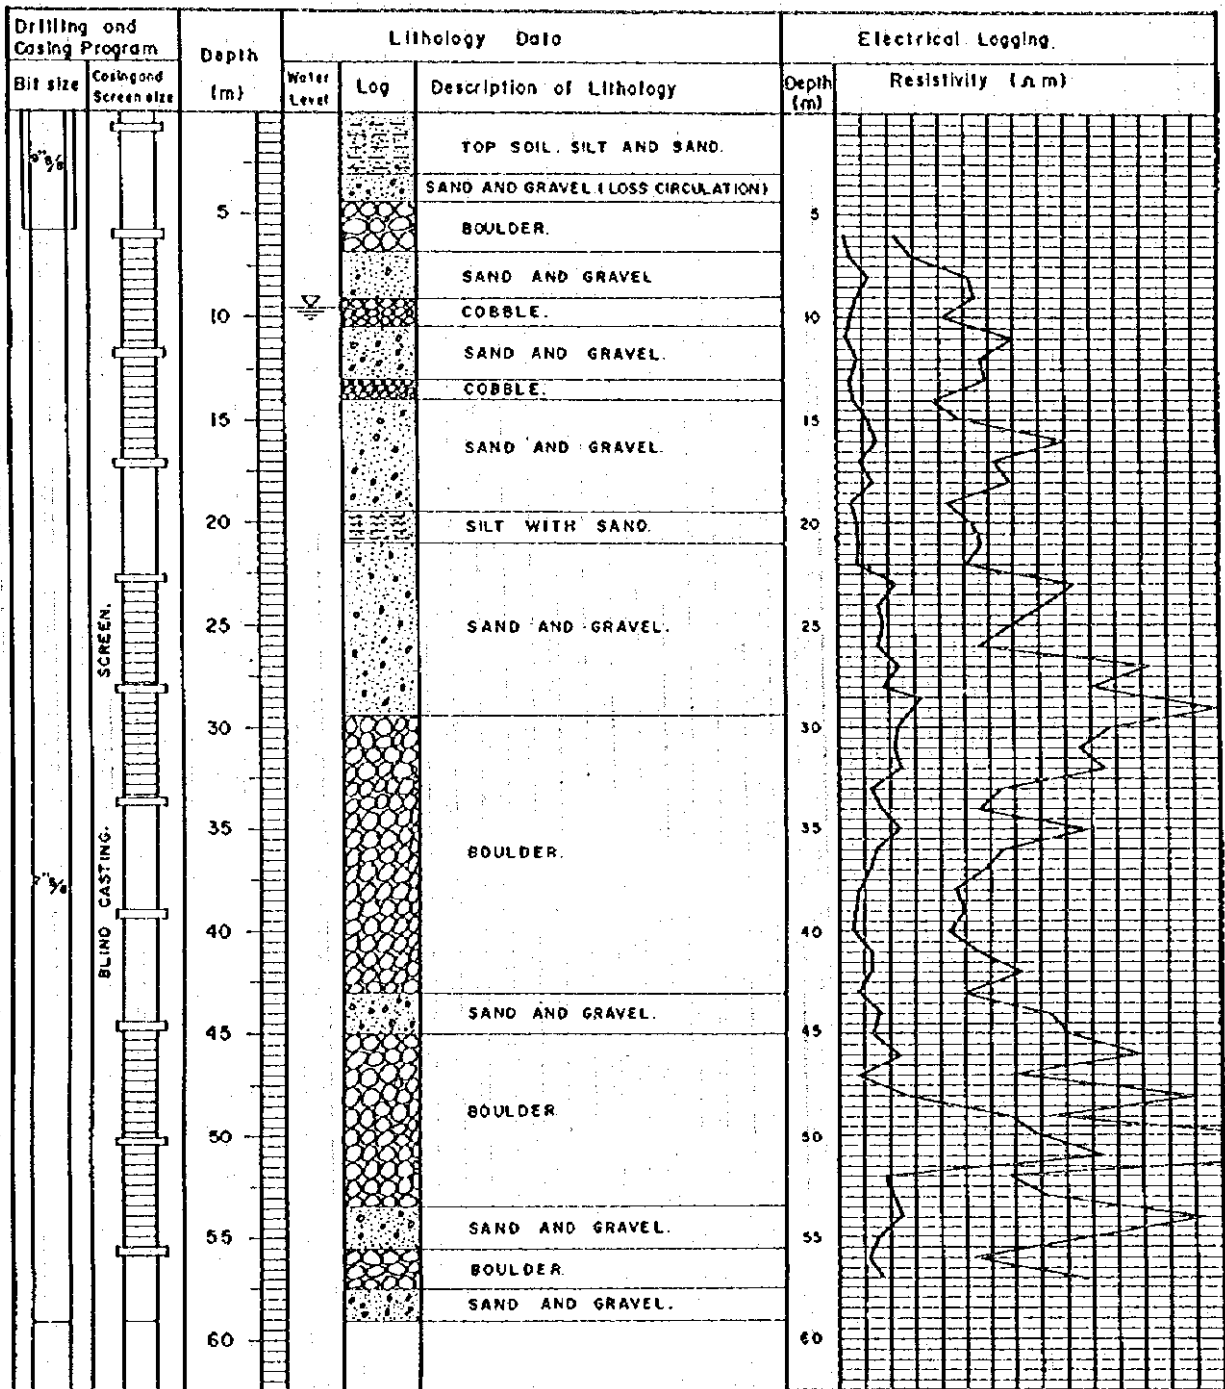 Drilling and
Casing Program
Depth
(m)
Lithology Data
Electrical Logging.
Bit size
Casing and
Screen size
Water
Level
Log
Description of Lithology
Depth
(m)
Resistivity (Ω m)
TOP SOIL. SILT AND SAND.
SAND AND GRAVEL (LOSS CIRCULATION)
5
BOULDER.
5
SAND AND GRAVEL
10
COBBLE.
10
SAND AND GRAVEL.
COBBLE.
15
SAND AND GRAVEL.
15
20
SILT WITH SAND.
20
SCREEN.
25
SAND AND GRAVEL.
25
30
30
BLIND CASTING.
35
BOULDER.
35
40
40
SAND AND GRAVEL.
45
45
BOULDER
50
50
SAND AND GRAVEL.
55
55
BOULDER.
SAND AND GRAVEL.
60
60